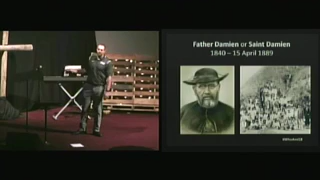 Father Damien or Saint Damien
1840 – 15 April 1889